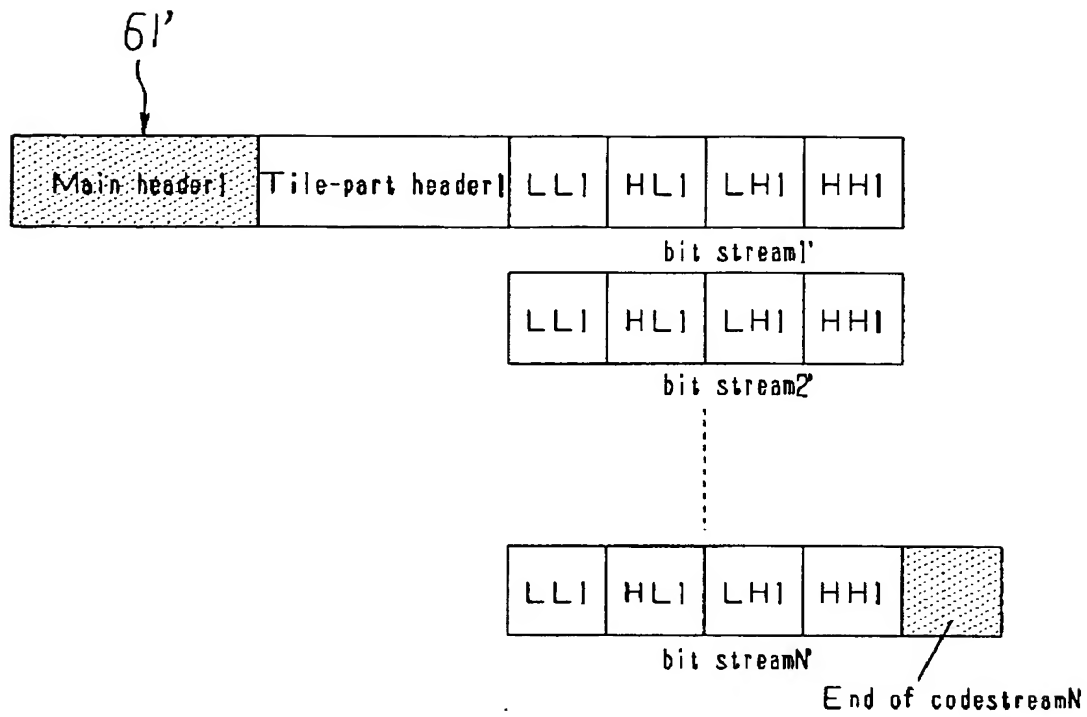 61'
Main header1 Tile-part header1 LL1 HL1 LH1 HH1
bit stream1'
LL1 HL1 LH1 HH1
bit stream2'
LL1 HL1 LH1 HH1
bit streamN'
End of codestreamN